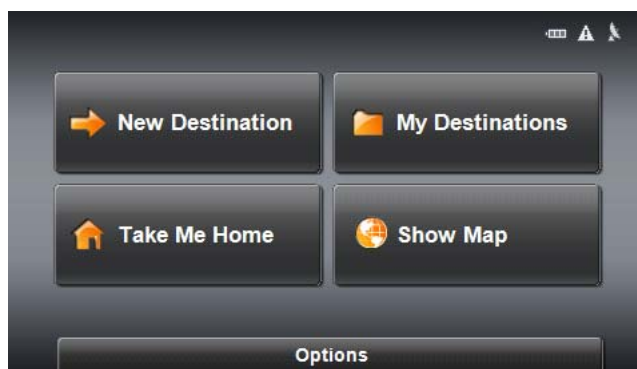 New Destination
My Destinations
Take Me Home
Show Map
Options